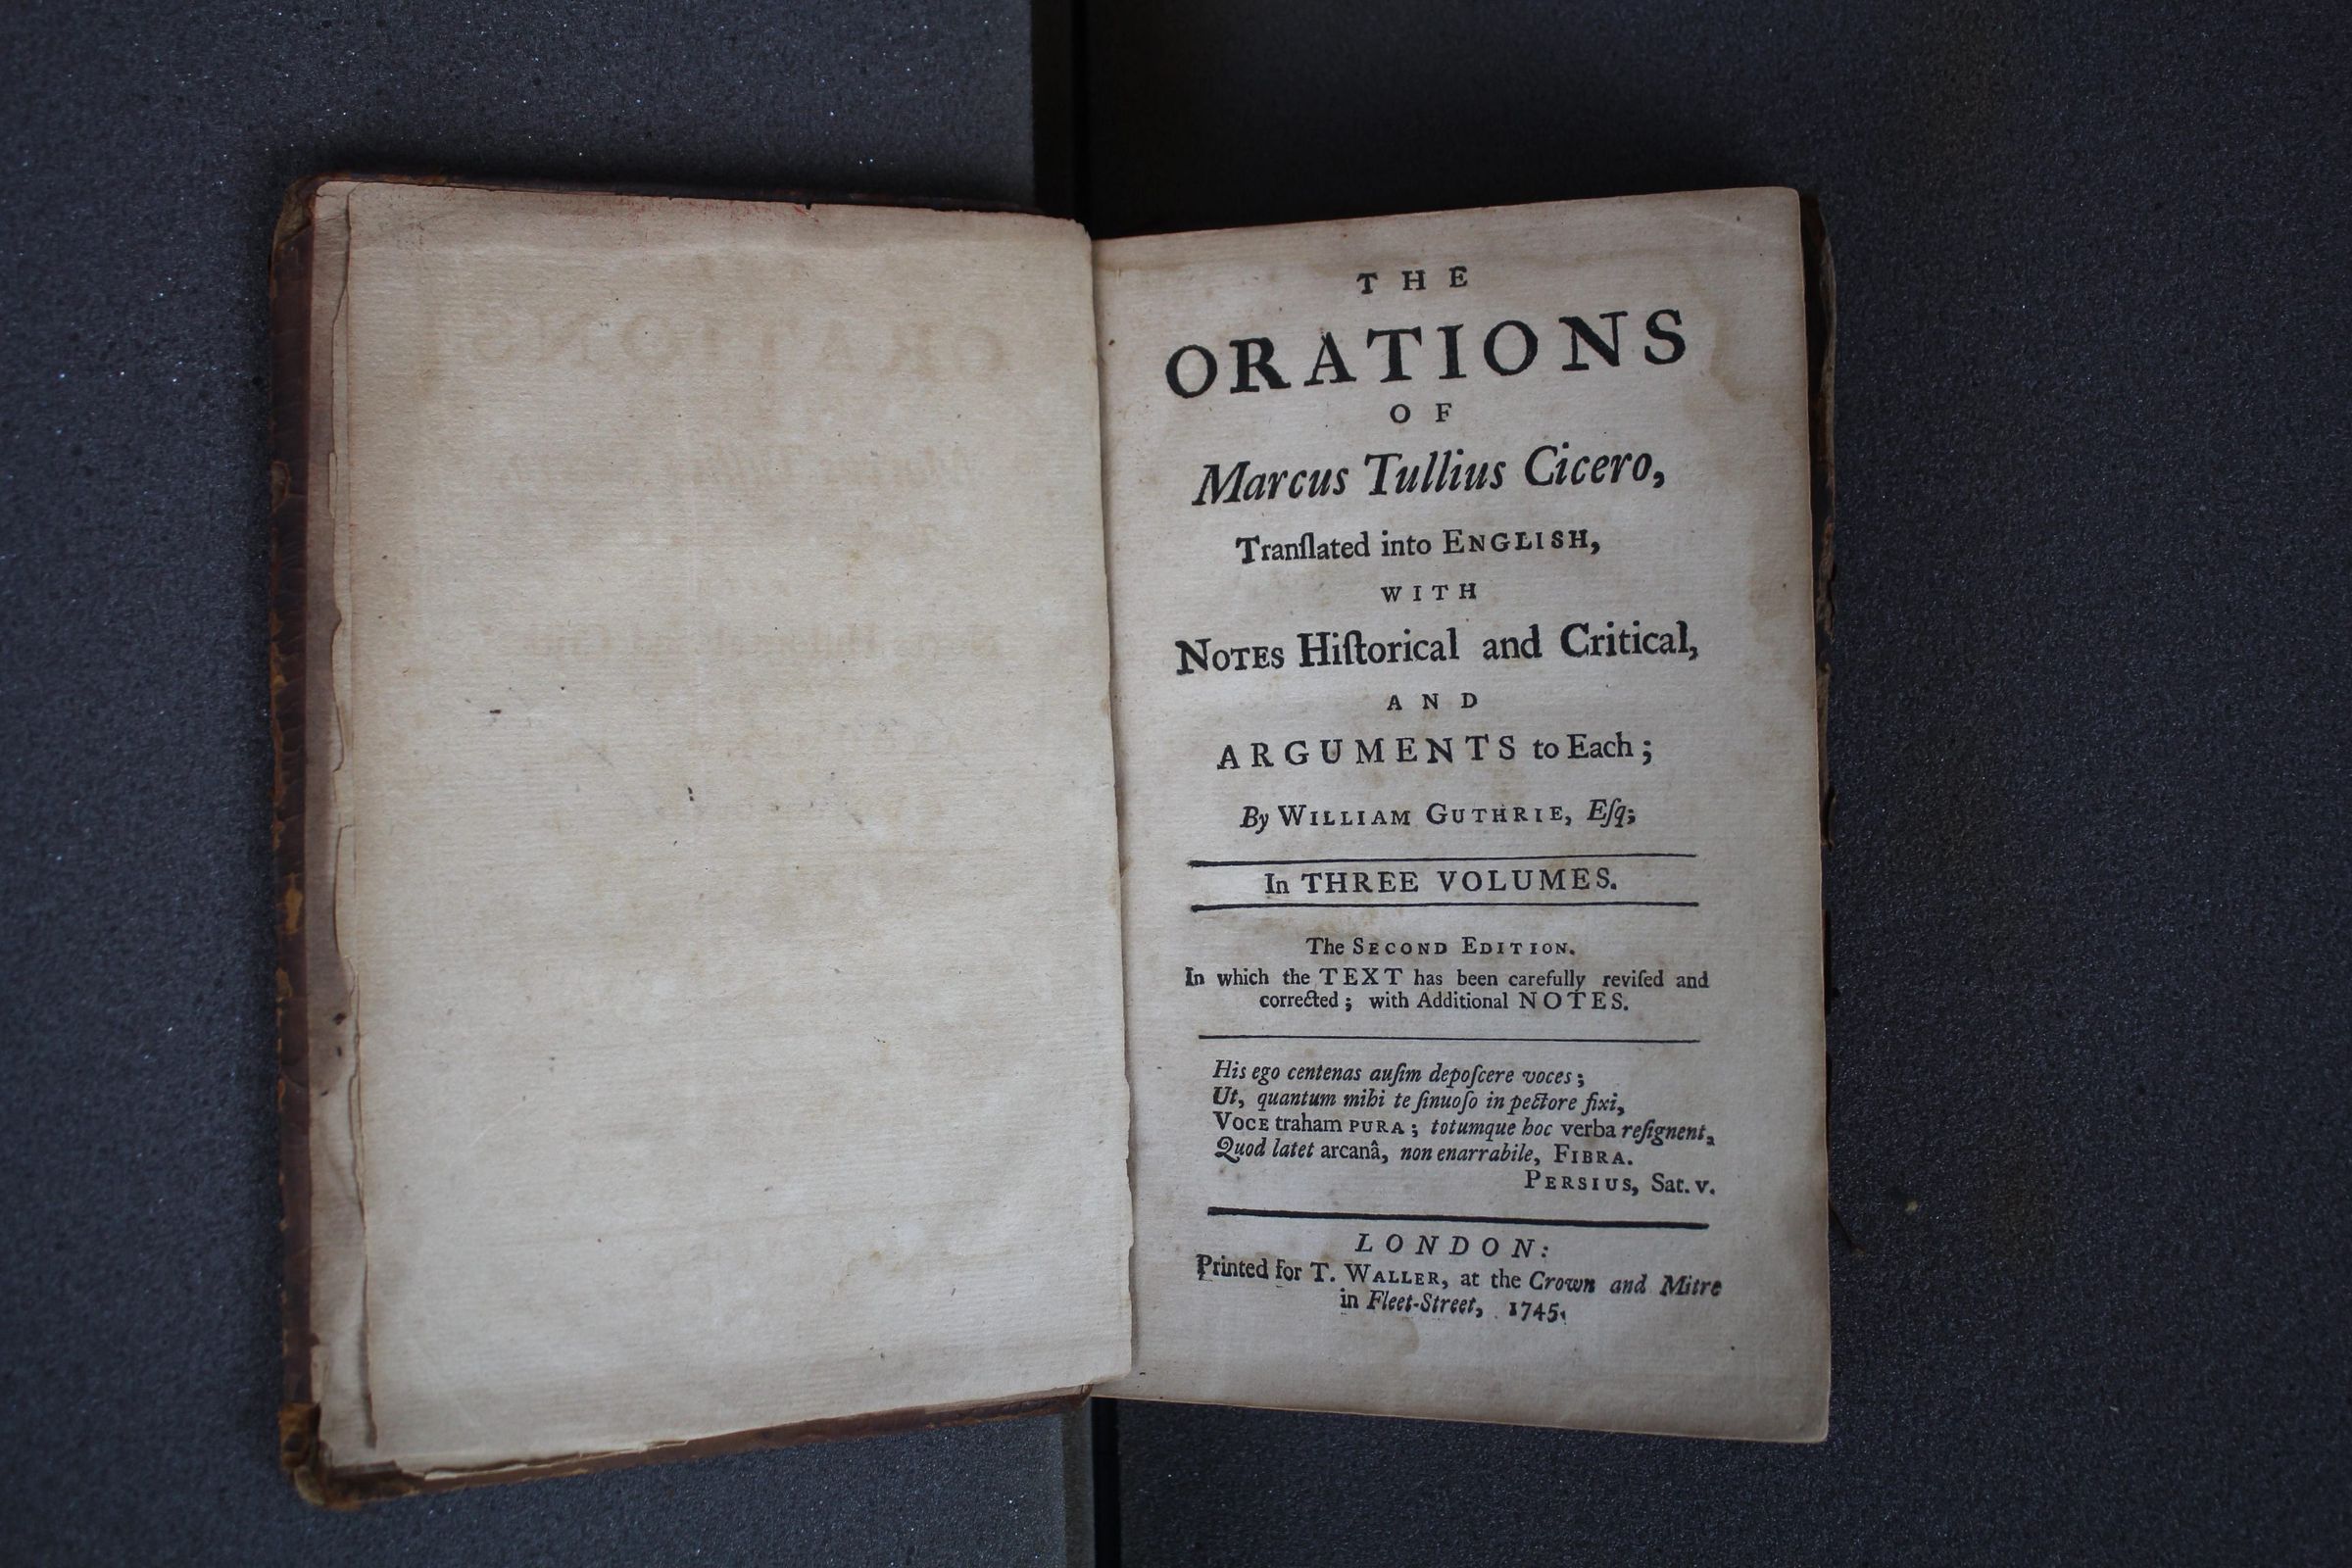 THE
ORATIONS
OF
Marcus Tullius Cicero,
Tranſlated into ENGLISH,
WITH
NOTES Hiſtorical and Critical,
AND
ARGUMENTS to Each;
By WILLIAM GUTHRIE, Eſq;
In THREE VOLUMES.
The SECOND EDITION.
In which the TEXT has been carefully reviſed and
corrected; with Additional NOTES.
His ego centenas auſim depoſcere voces;
Ut, quantum mihi te ſinuoſo in pectore fixi,
VOCE traham PURA; totumque hoc verba reſignent,
Quod latet arcanâ, non enarrabile, FIBRA.
PERSIUS, Sat. v.
LONDON:
Printed for T. WALLER, at the Crown and Mitre
in Fleet-Street, 1745.